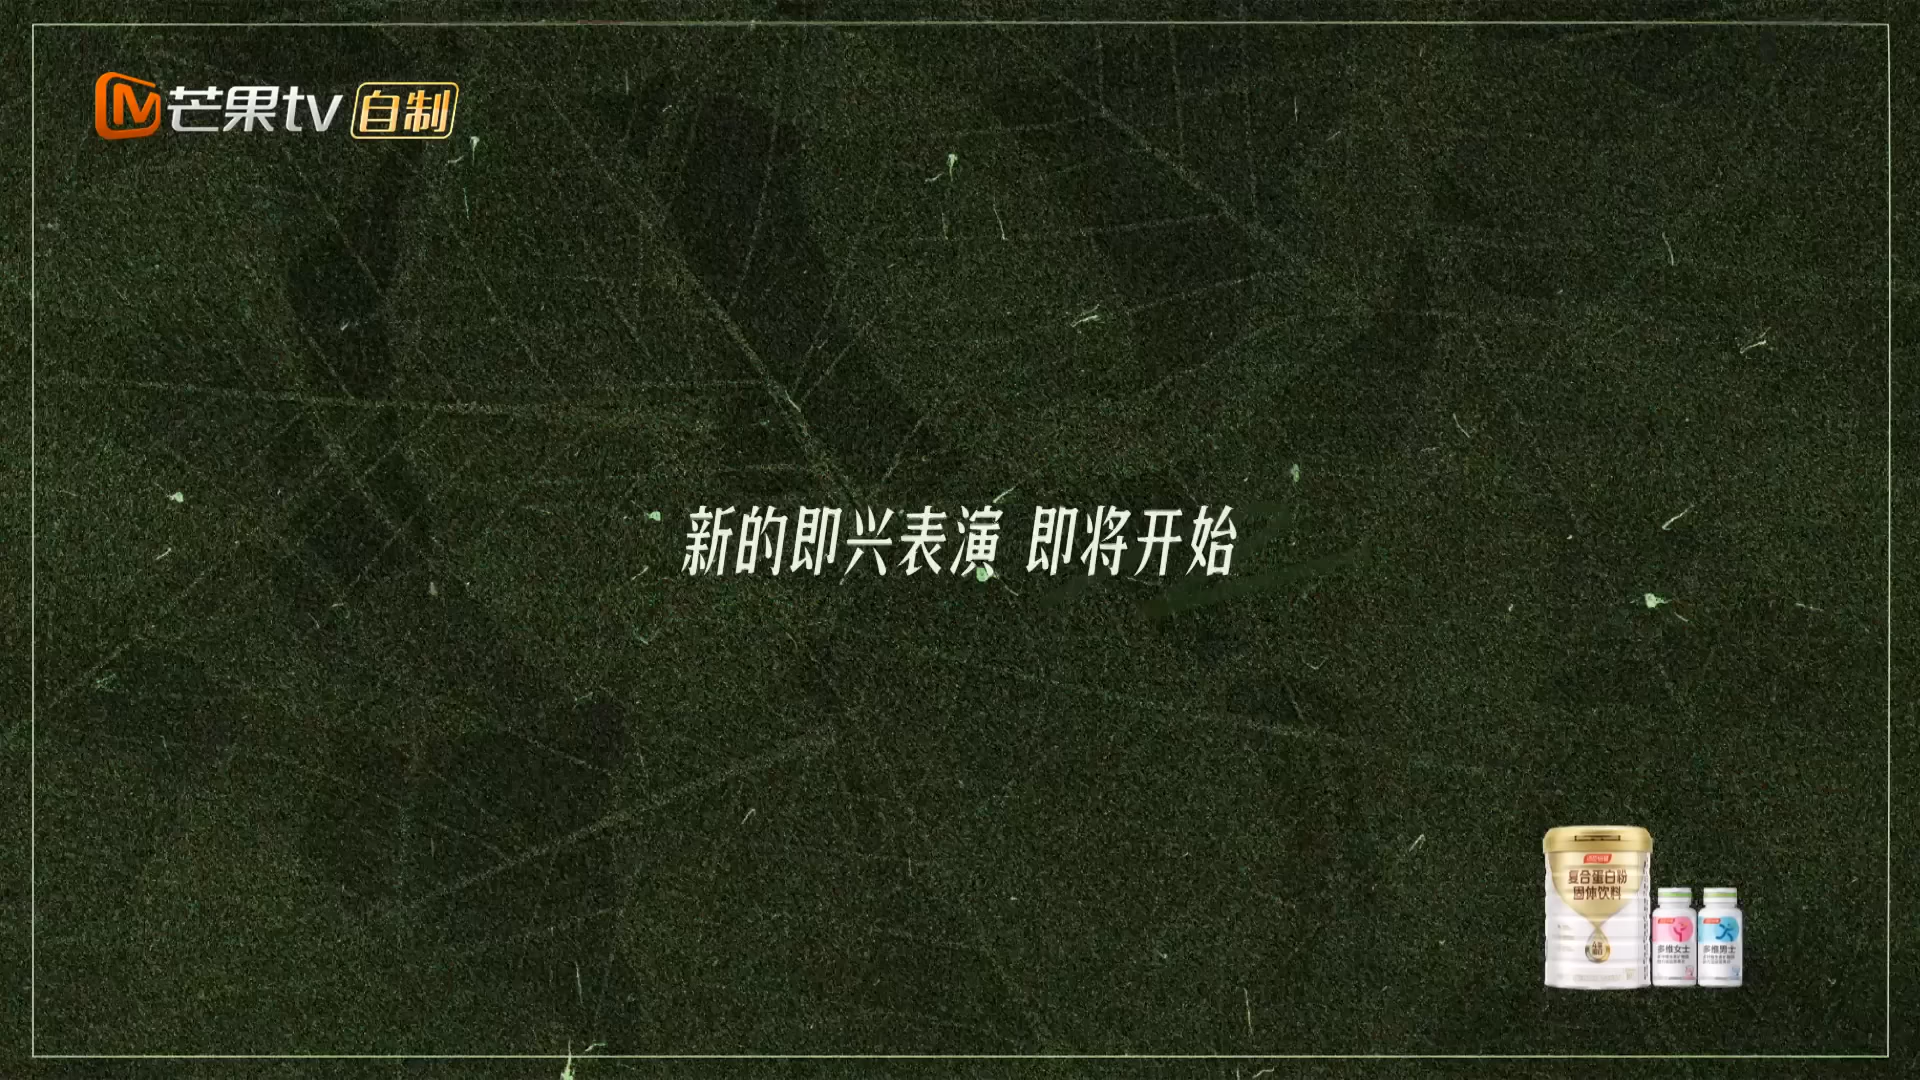 芒果tv 自制
新的即兴表演 即将开始
复合蛋白粉
固体饮料
多维女士
多维男士